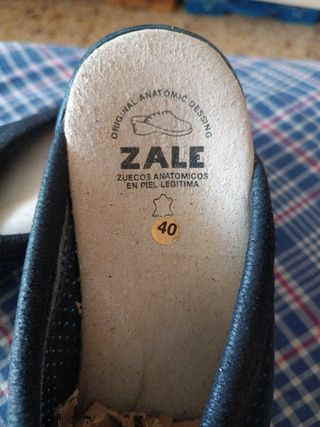 ORIGINAL ANATOMIC DESSING
ZALE
ZUECOS ANATOMICOS
EN PIEL LEGITIMA
40